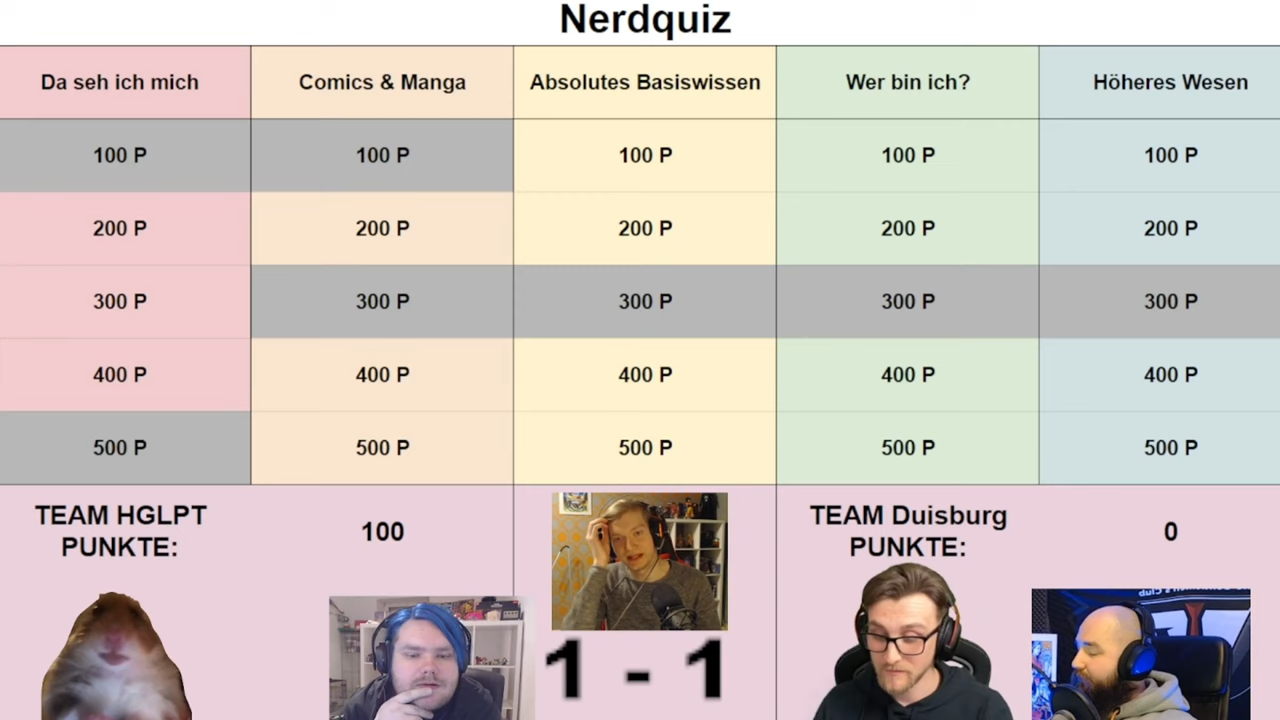 Nerdquiz
Da seh ich mich Comics & Manga Absolutes Basiswissen Wer bin ich? Höheres Wesen
100 P 100 P 100 P 100 P 100 P
200 P 200 P 200 P 200 P 200 P
300 P 300 P 300 P 300 P 300 P
400 P 400 P 400 P 400 P 400 P
500 P 500 P 500 P 500 P 500 P
TEAM HGLPT
PUNKTE:
100
TEAM Duisburg
PUNKTE:
0
1 - 1